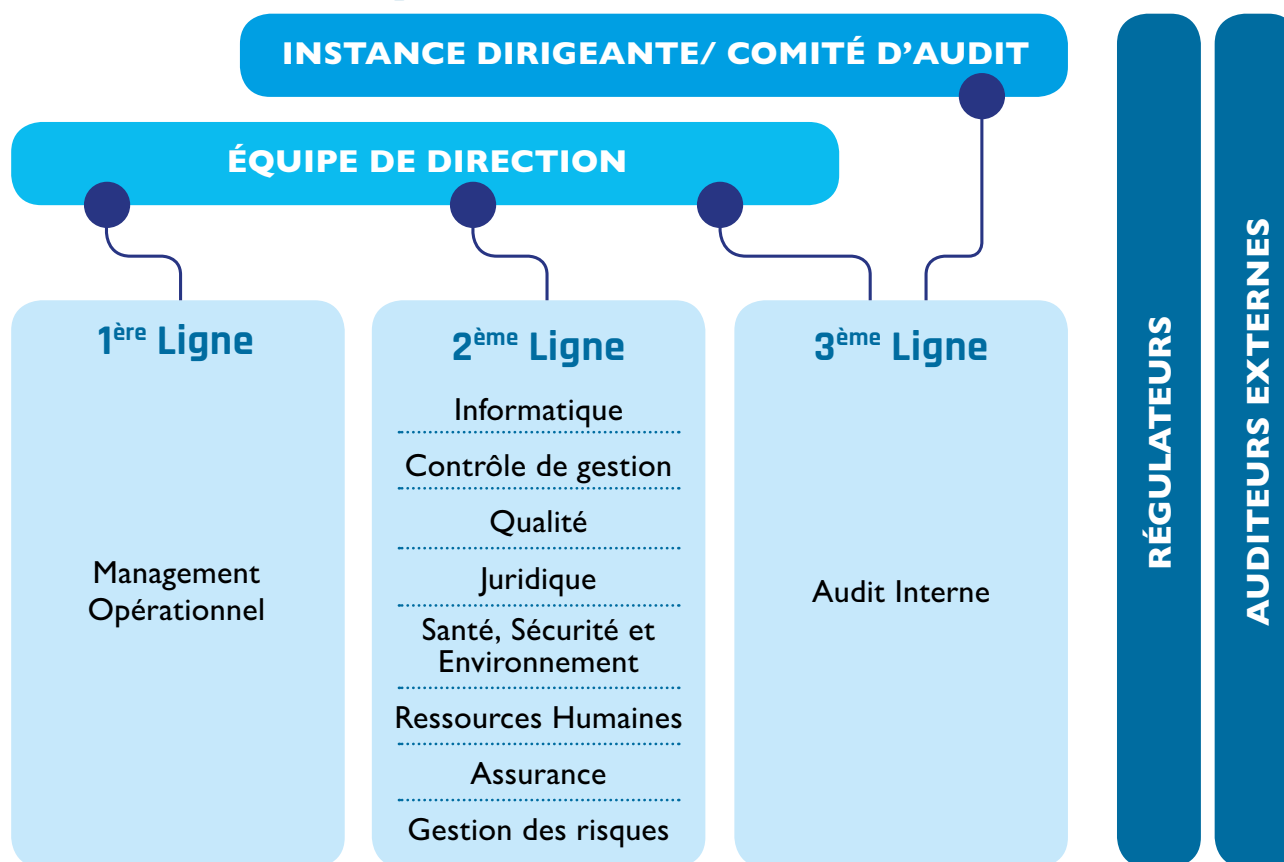 INSTANCE DIRIGEANTE/ COMITÉ D'AUDIT
ÉQUIPE DE DIRECTION
1ère Ligne
Management
Opérationnel
2ème Ligne
Informatique
Contrôle de gestion
Qualité
Juridique
Santé, Sécurité et
Environnement
Ressources Humaines
Assurance
Gestion des risques
3ème Ligne
Audit Interne
RÉGULATEURS
AUDITEURS EXTERNES